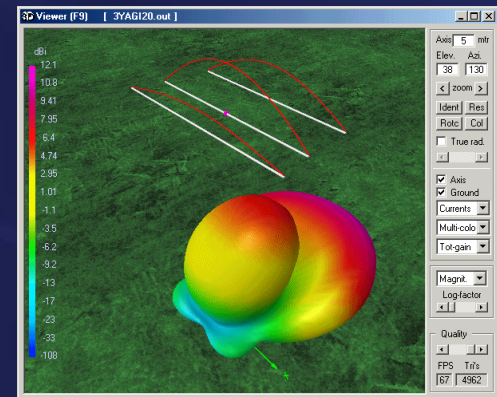 3D Viewer (F9) [ 3YAGI20.out ]
dBi
12.1
10.8
9.41
7.95
6.4
4.74
2.95
1.01
-1.1
-3.5
-6.2
-9.2
-13
-17
-23
-33
-108
Axis 5 mtr
Elev. Azi.
38 130
< zoom >
Ident Res
Rotc Col
True rad.
Axis
Ground
Currents
Multi-colo
Tot-gain
Magnit.
Log-factor
Quality
FPS Tri's
67 4962